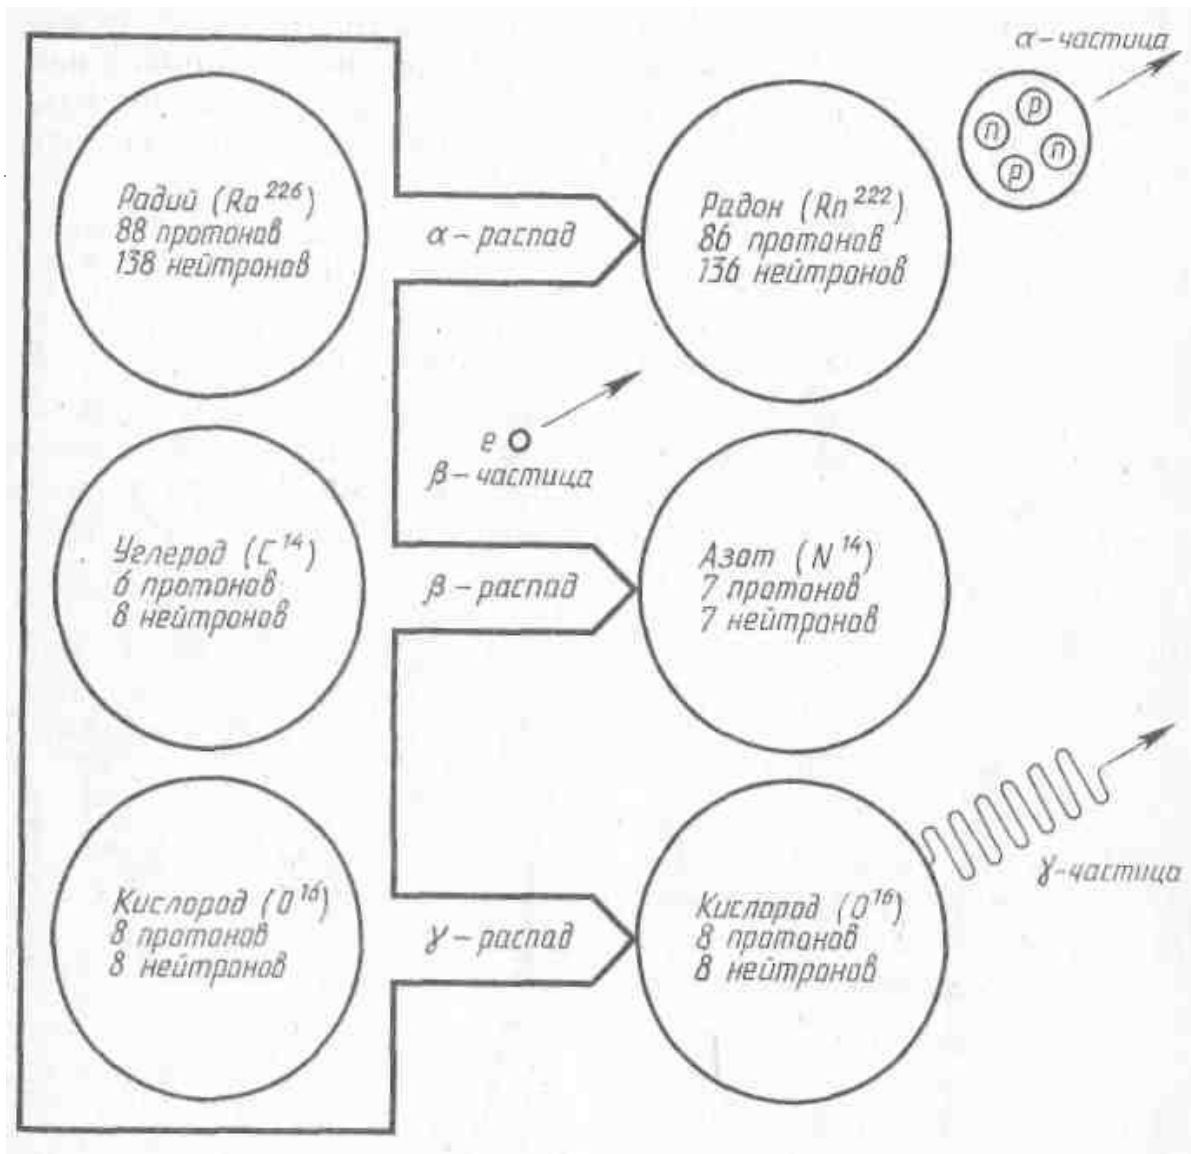 α-частица
п
р
п
р
Радий (Ra²²⁶)
88 протонов
138 нейтронов
α-распад
Радон (Rn²²²)
86 протонов
136 нейтронов
e
β-частица
Углерод (C¹⁴)
6 протонов
8 нейтронов
β-распад
Азот (N¹⁴)
7 протонов
7 нейтронов
Кислород (O¹⁶)
8 протонов
8 нейтронов
γ-распад
Кислород (O¹⁶)
8 протонов
8 нейтронов
γ-частица